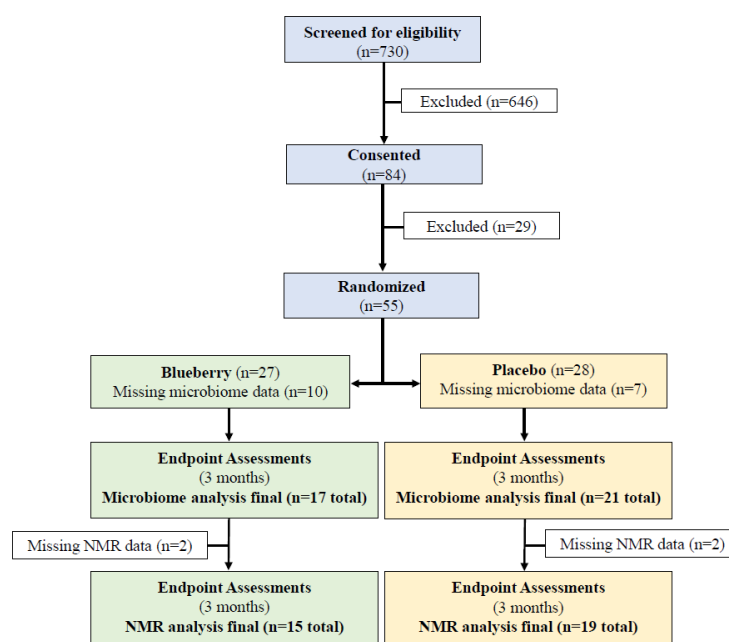 Screened for eligibility
(n=730)
Excluded (n=646)
Consented
(n=84)
Excluded (n=29)
Randomized
(n=55)
Blueberry (n=27)
Missing microbiome data (n=10)
Placebo (n=28)
Missing microbiome data (n=7)
Endpoint Assessments
(3 months)
Microbiome analysis final (n=17 total)
Endpoint Assessments
(3 months)
Microbiome analysis final (n=21 total)
Missing NMR data (n=2)
Missing NMR data (n=2)
Endpoint Assessments
(3 months)
NMR analysis final (n=15 total)
Endpoint Assessments
(3 months)
NMR analysis final (n=19 total)